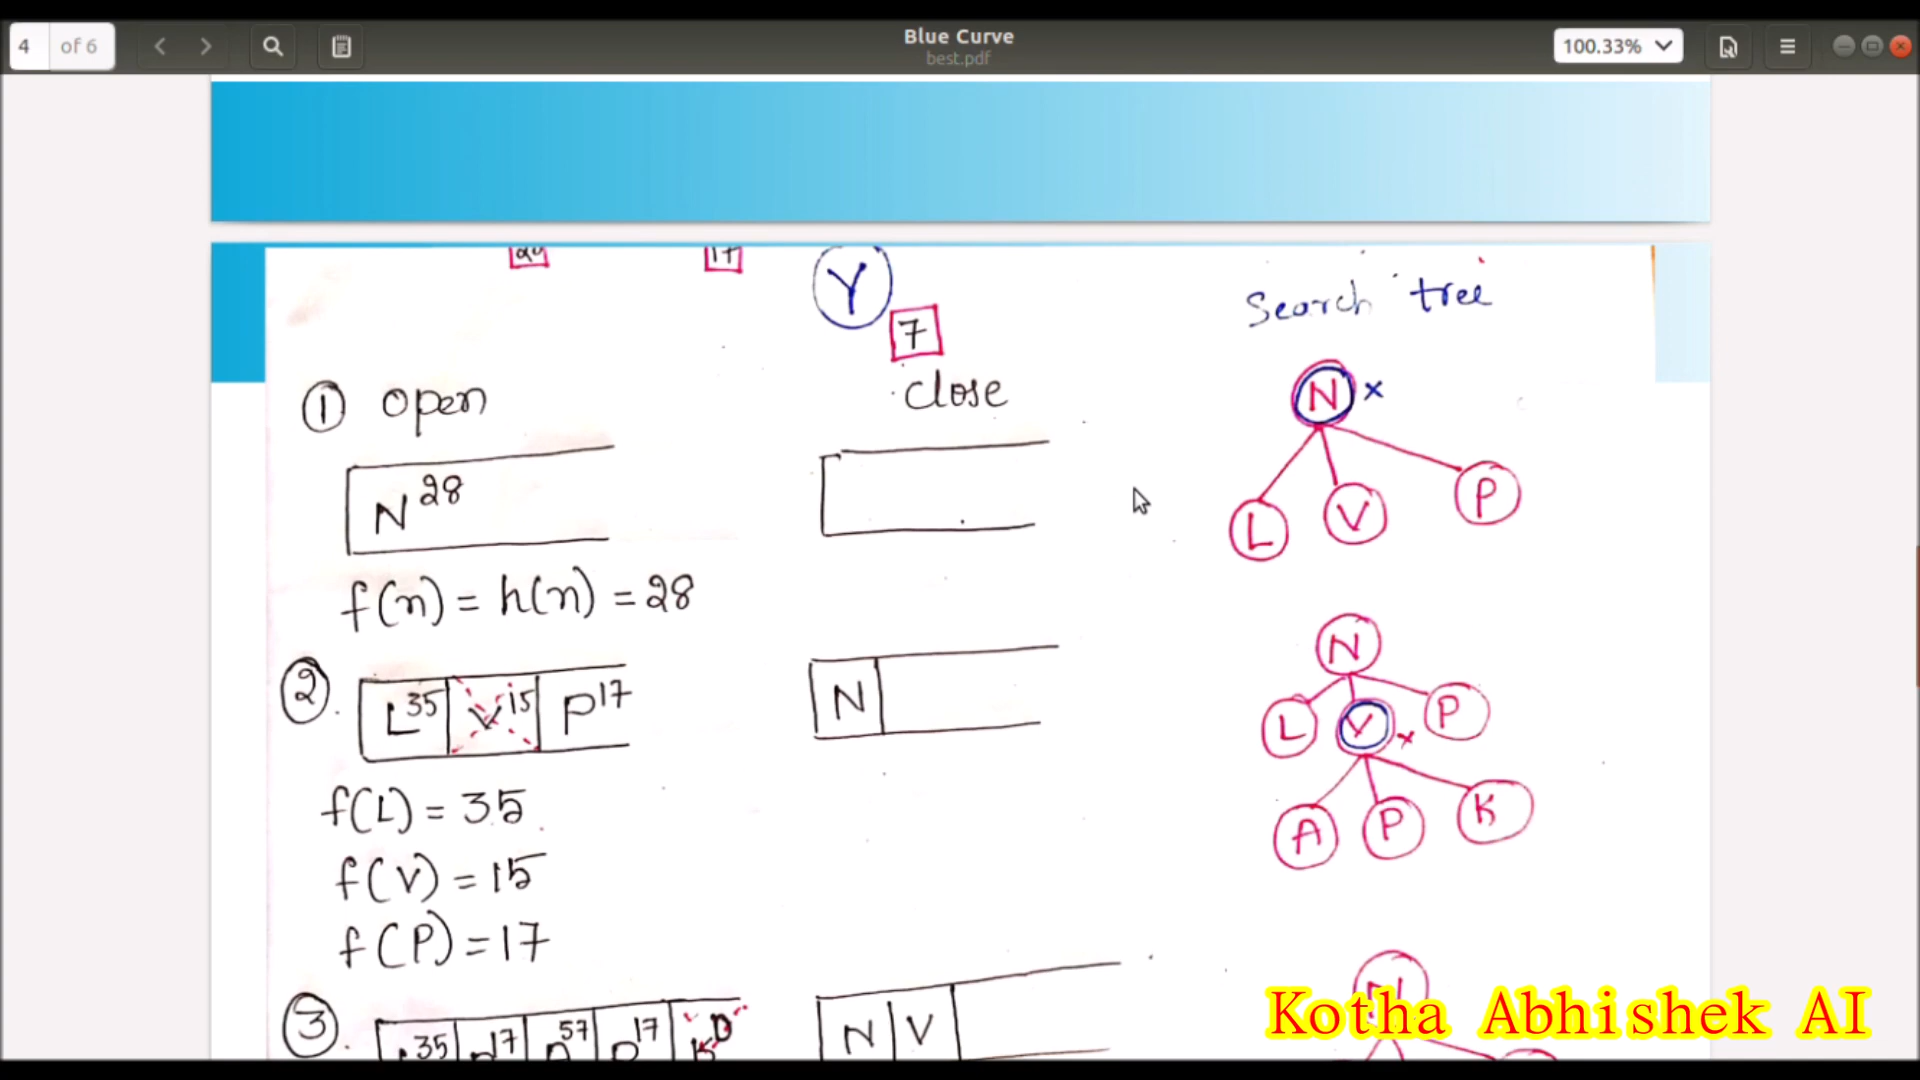 4 of 6
Blue Curve
best.pdf
100.33%
17
Y
7
Search tree
① open
close
N
N 28
L V P
f(n) = h(n) = 28
N
② L 35 V 15 P 17
N
L V P
f(L) = 35
A P K
f(V) = 15
f(P) = 17
③ 35 17 57 17
N V
N
Kotha Abhishek AI